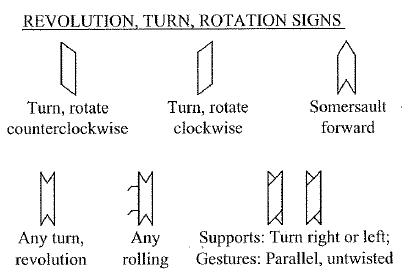 REVOLUTION, TURN, ROTATION SIGNS
Turn, rotate
counterclockwise
Turn, rotate
clockwise
Somersault
forward
Any turn,
revolution
Any
rolling
Supports: Turn right or left;
Gestures: Parallel, untwisted